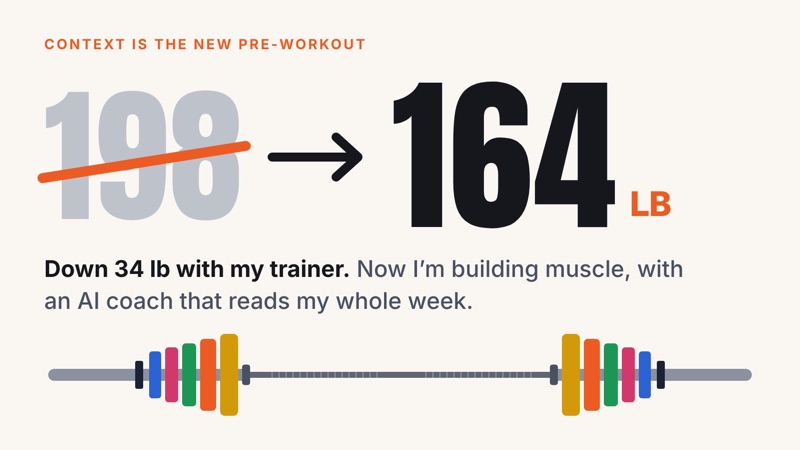 CONTEXT IS THE NEW PRE-WORKOUT
198 → 164 LB
Down 34 lb with my trainer. Now I’m building muscle, with
an AI coach that reads my whole week.